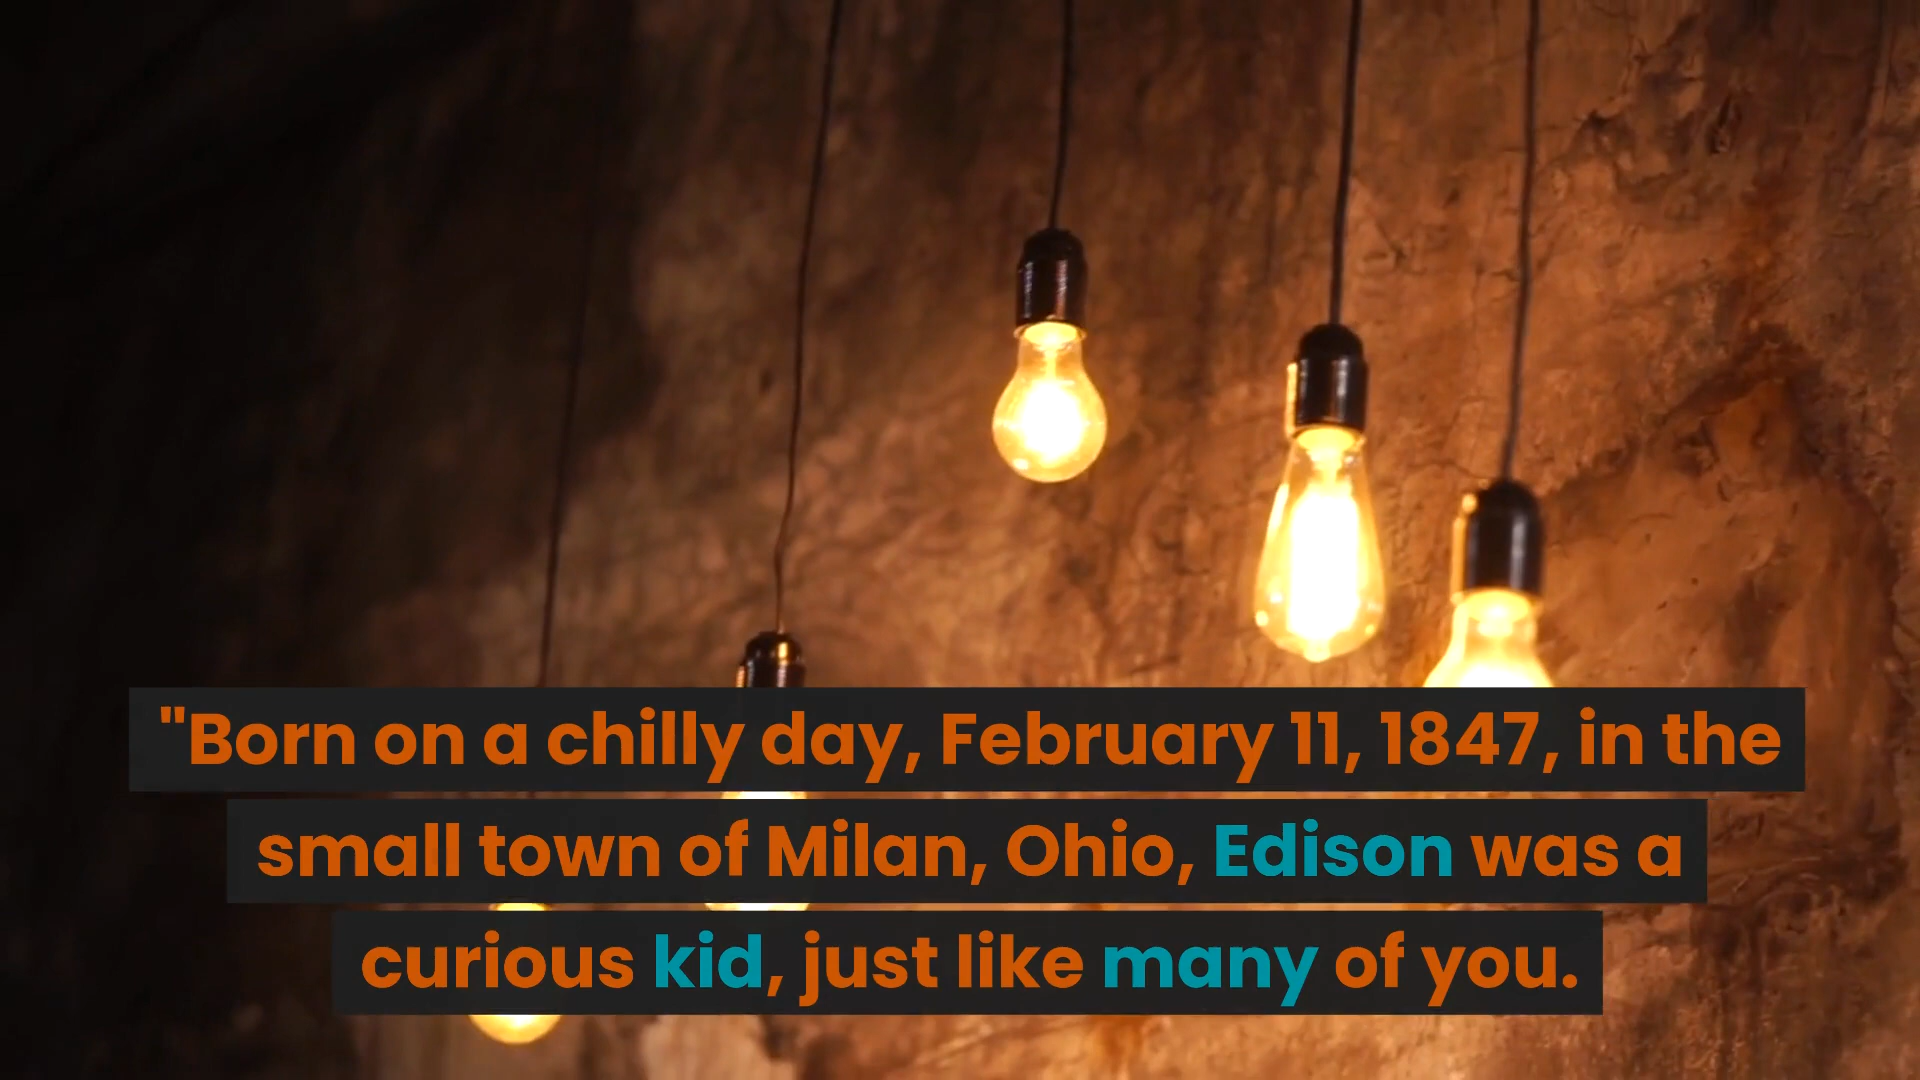 "Born on a chilly day, February 11, 1847, in the
small town of Milan, Ohio, Edison was a
curious kid, just like many of you.